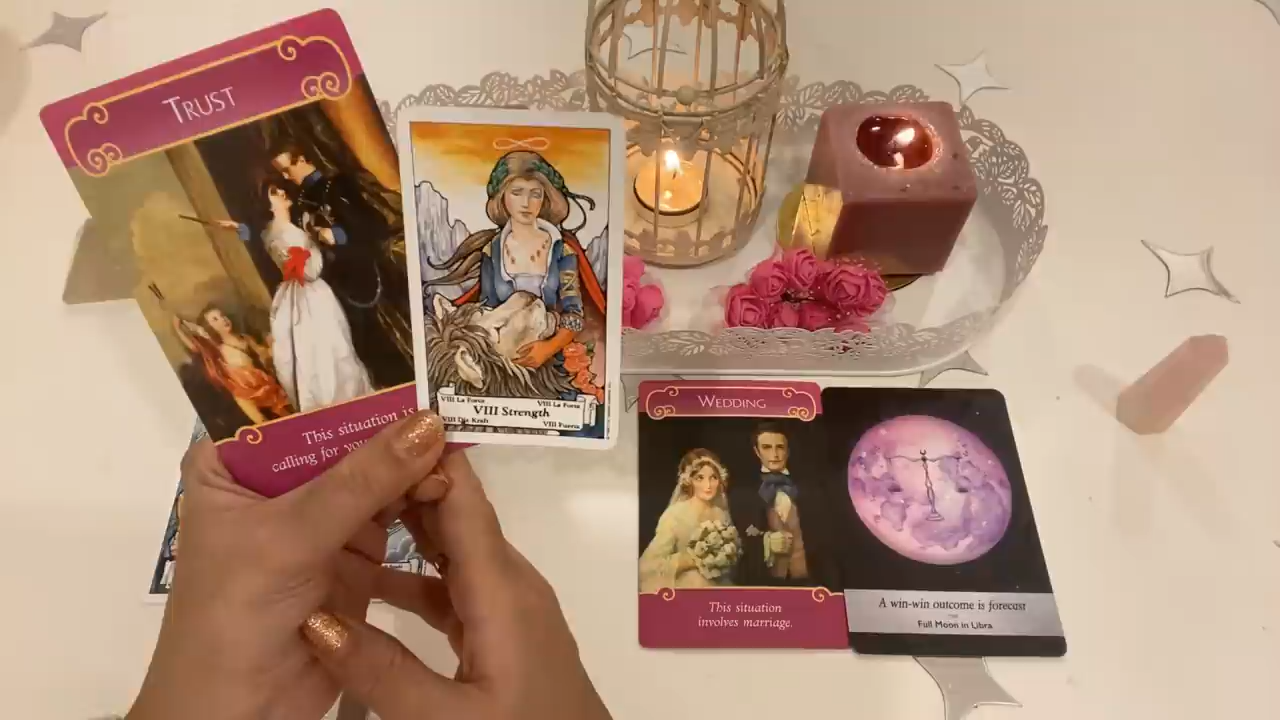 TRUST
This situation is
calling for you
VIII La Forza VIII La Force
VIII Strength
VIII Die Kraft VIII Fuerza
WEDDING
This situation
involves marriage.
A win-win outcome is forecast
Full Moon in Libra